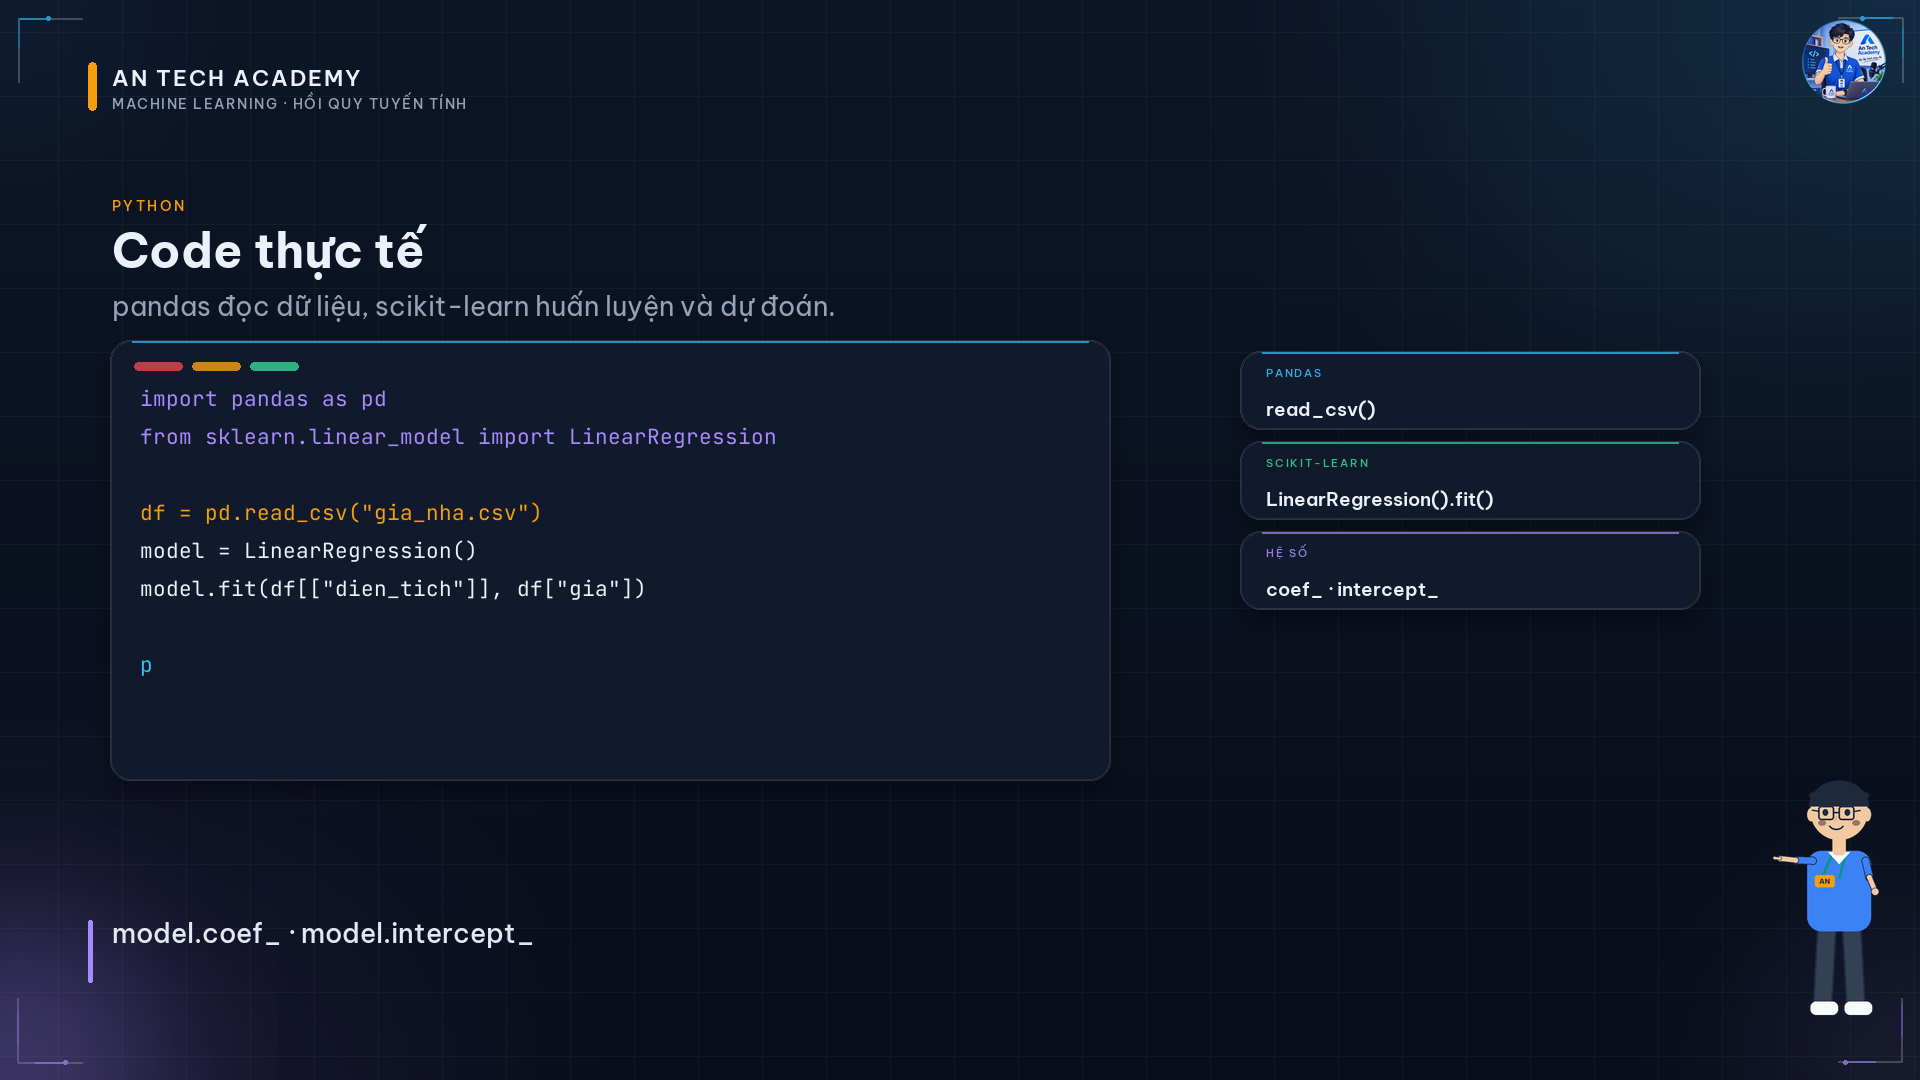 AN TECH ACADEMY
MACHINE LEARNING · HỒI QUY TUYẾN TÍNH
PYTHON
Code thực tế
pandas đọc dữ liệu, scikit-learn huấn luyện và dự đoán.
import pandas as pd
from sklearn.linear_model import LinearRegression
df = pd.read_csv("gia_nha.csv")
model = LinearRegression()
model.fit(df[["dien_tich"]], df["gia"])
p
PANDAS
read_csv()
SCIKIT-LEARN
LinearRegression().fit()
HỆ SỐ
coef_ · intercept_
model.coef_ · model.intercept_
An Tech
Academy
AN